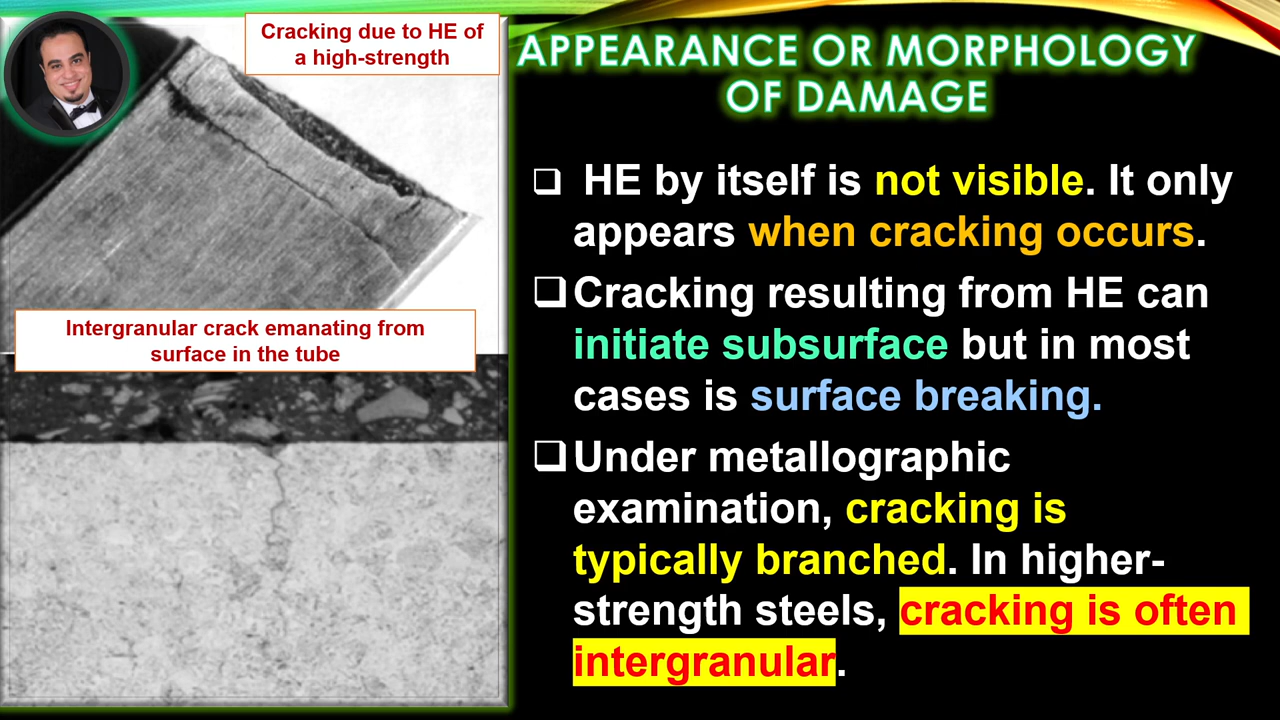 Cracking due to HE of
a high-strength
APPEARANCE OR MORPHOLOGY
OF DAMAGE
HE by itself is not visible. It only
appears when cracking occurs.
Cracking resulting from HE can
initiate subsurface but in most
cases is surface breaking.
Under metallographic
examination, cracking is
typically branched. In higher-
strength steels, cracking is often
intergranular.
Intergranular crack emanating from
surface in the tube